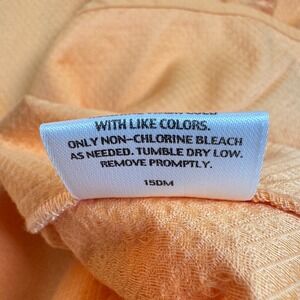 WITH LIKE COLORS.
ONLY NON-CHLORINE BLEACH
AS NEEDED. TUMBLE DRY LOW.
REMOVE PROMPTLY.
15DM